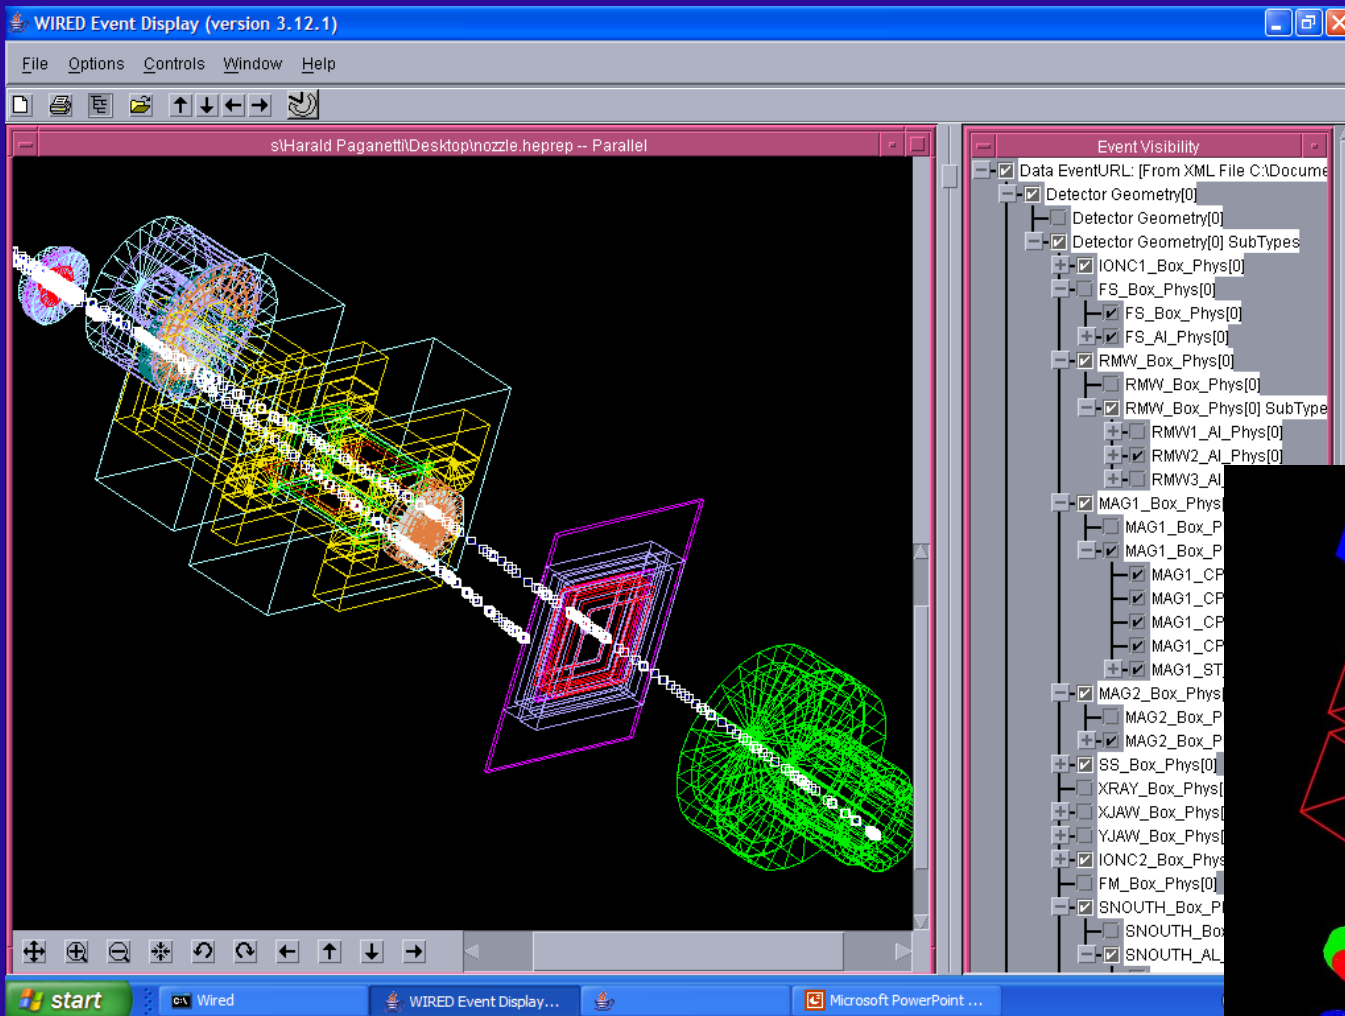 WIRED Event Display (version 3.12.1)
File Options Controls Window Help
s\Harald Paganetti\Desktop\nozzle.heprep -- Parallel
Event Visibility
Data EventURL: [From XML File C:\Docume
Detector Geometry[0]
Detector Geometry[0]
Detector Geometry[0] SubTypes
IONC1_Box_Phys[0]
FS_Box_Phys[0]
FS_Box_Phys[0]
FS_Al_Phys[0]
RMW_Box_Phys[0]
RMW_Box_Phys[0]
RMW_Box_Phys[0] SubType
RMW1_Al_Phys[0]
RMW2_Al_Phys[0]
RMW3_Al_
MAG1_Box_Phys[
MAG1_Box_P
MAG1_Box_P
MAG1_CP
MAG1_CP
MAG1_CP
MAG1_CP
MAG1_ST
MAG2_Box_Phys[
MAG2_Box_P
MAG2_Box_P
SS_Box_Phys[0]
XRAY_Box_Phys[
XJAW_Box_Phys[
YJAW_Box_Phys[
IONC2_Box_Phys
FM_Box_Phys[0]
SNOUTH_Box_P
SNOUTH_Bo
SNOUTH_AL_
start
Wired
WIRED Event Display...
Microsoft PowerPoint ...